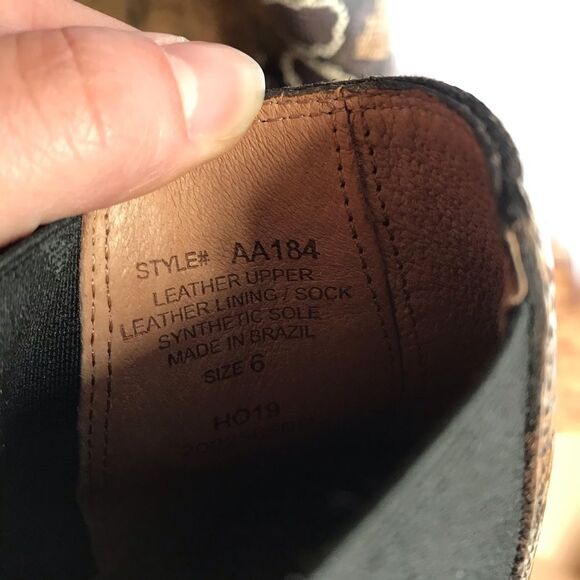 STYLE# AA184
LEATHER UPPER
LEATHER LINING / SOCK
SYNTHETIC SOLE
MADE IN BRAZIL
SIZE 6
HO19